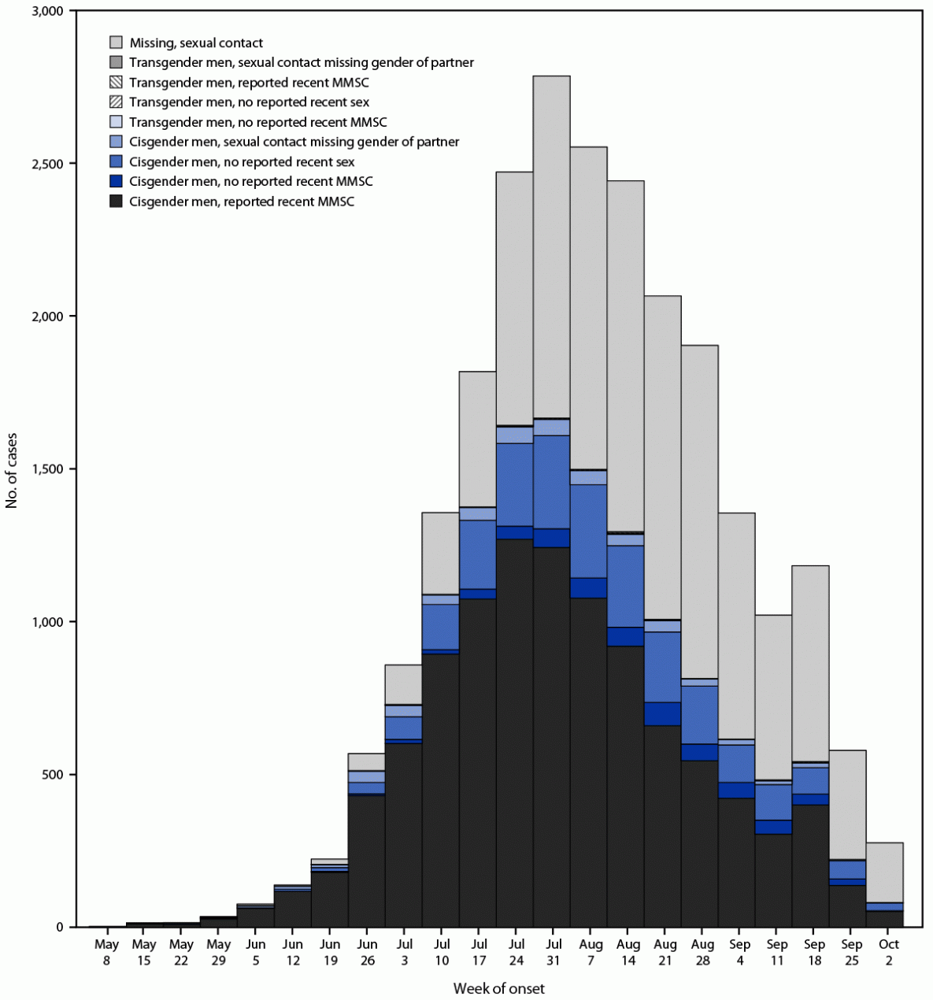 3,000
Missing, sexual contact
Transgender men, sexual contact missing gender of partner
Transgender men, reported recent MMSC
Transgender men, no reported recent sex
Transgender men, no reported recent MMSC
Cisgender men, sexual contact missing gender of partner
Cisgender men, no reported recent sex
Cisgender men, no reported recent MMSC
Cisgender men, reported recent MMSC
2,500
2,000
1,500
1,000
500
0
No. of cases
May May May May Jun Jun Jun Jun Jul Jul Jul Jul Jul Aug Aug Aug Aug Sep Sep Sep Sep Oct
8 15 22 29 5 12 19 26 3 10 17 24 31 7 14 21 28 4 11 18 25 2
Week of onset